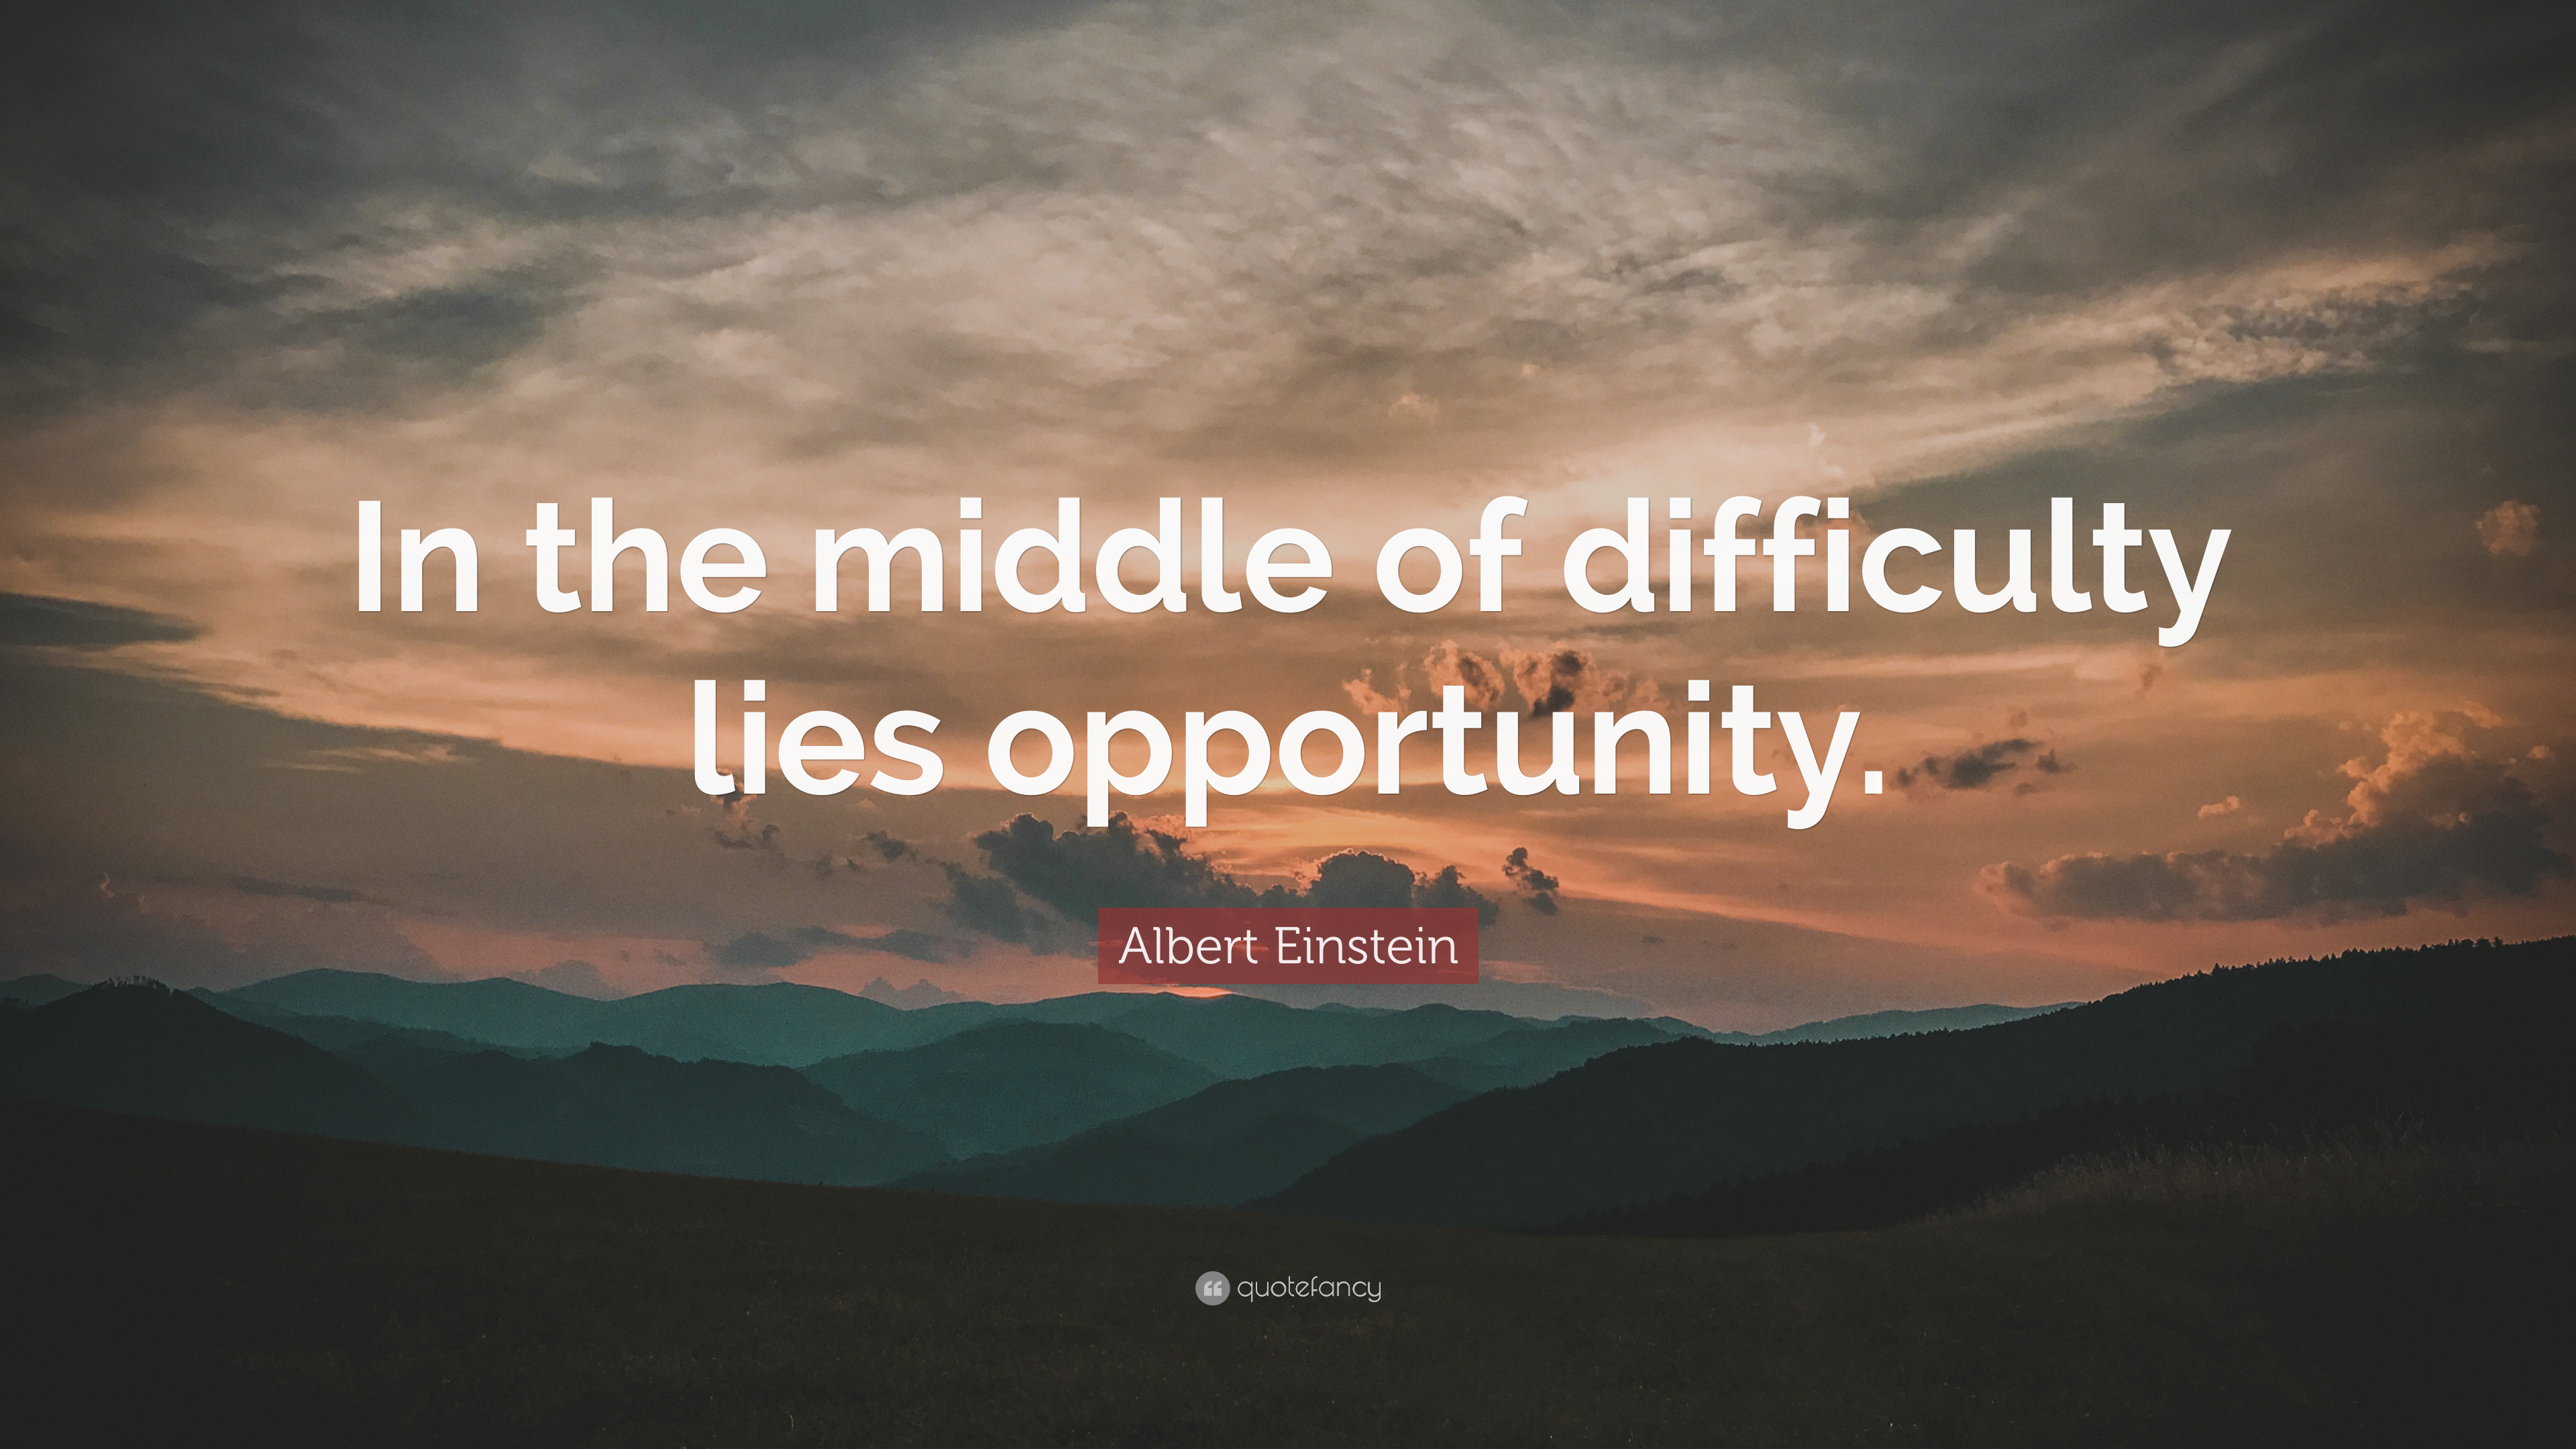 In the middle of difficulty
lies opportunity.
Albert Einstein
quotefancy